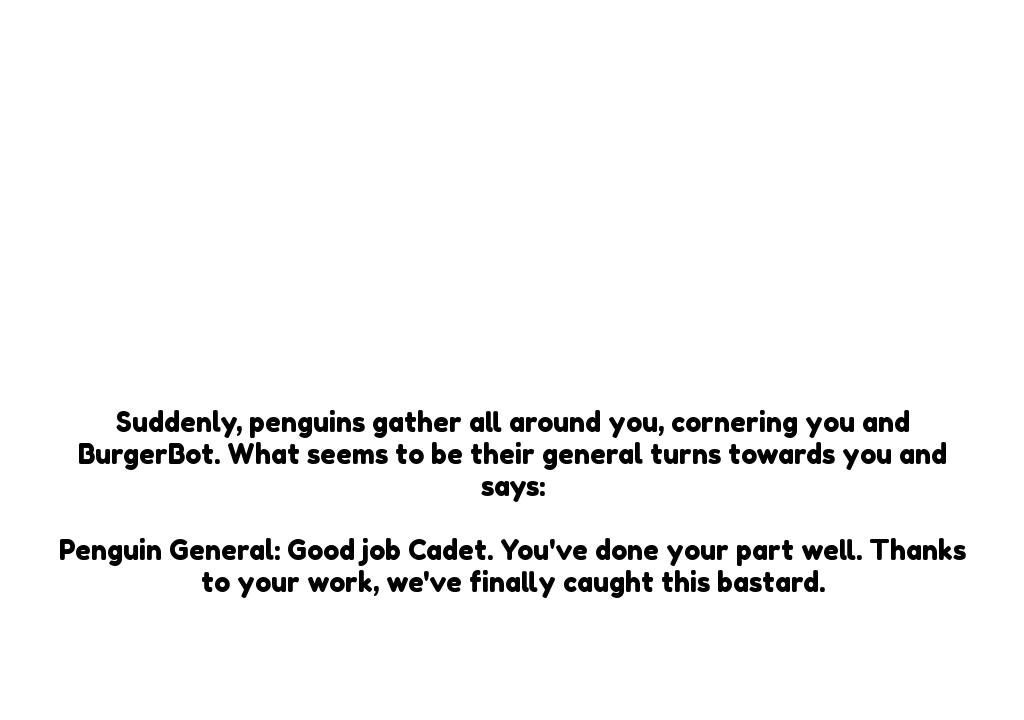 Suddenly, penguins gather all around you, cornering you and
BurgerBot. What seems to be their general turns towards you and
says:
Penguin General: Good job Cadet. You've done your part well. Thanks
to your work, we've finally caught this bastard.